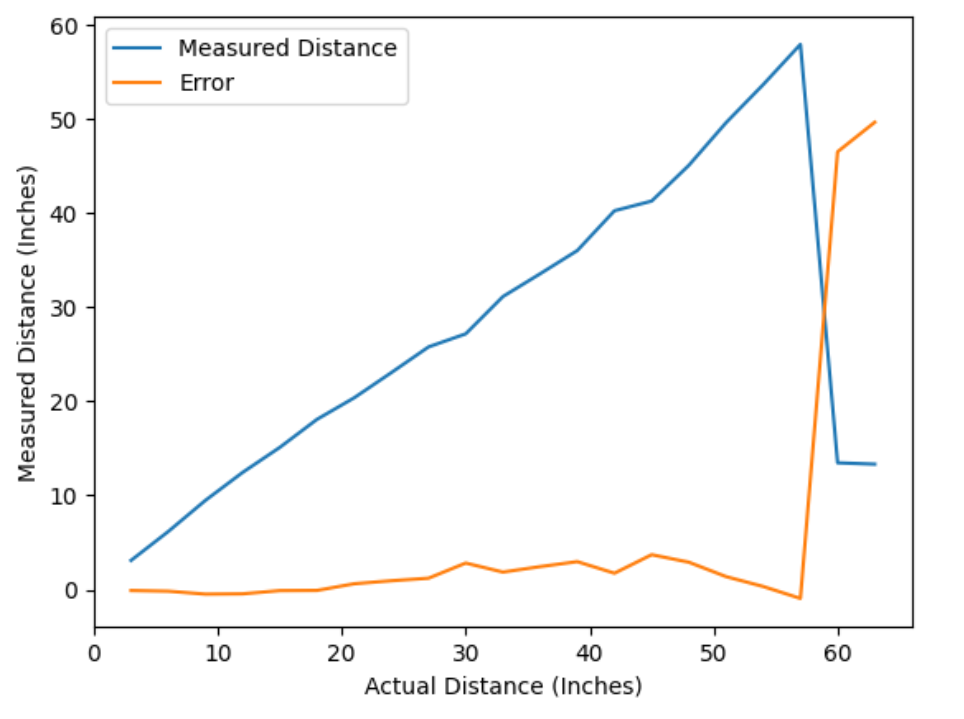 Measured Distance
Error
60
50
40
30
20
10
0
Measured Distance (Inches)
0 10 20 30 40 50 60
Actual Distance (Inches)